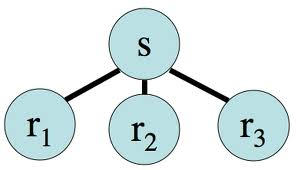 s
r₁ r₂ r₃